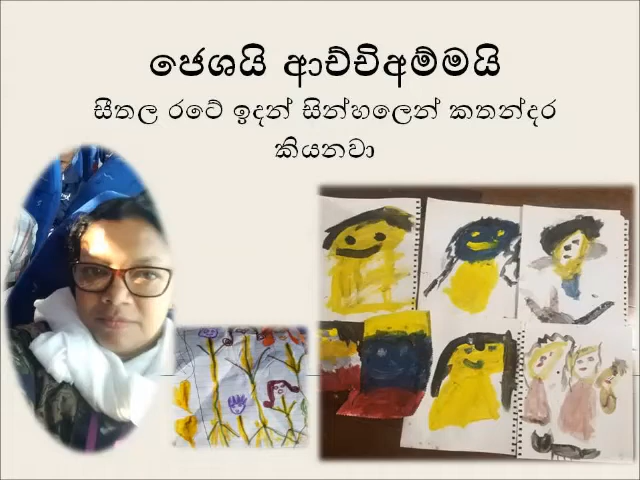 ජෙශයි ආච්චිඅම්මයි
සීතල රටේ ඉදන් සින්හලෙන් කතන්දර
කියනවා